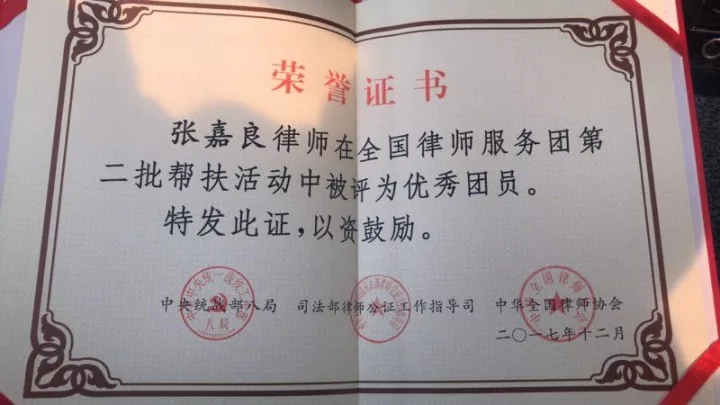 荣誉证书
张嘉良律师在全国律师服务团第
二批帮扶活动中被评为优秀团员。
特发此证，以资鼓励。
中央统战部八局 司法部律师公证工作指导司 中华全国律师协会
二〇一七年十二月